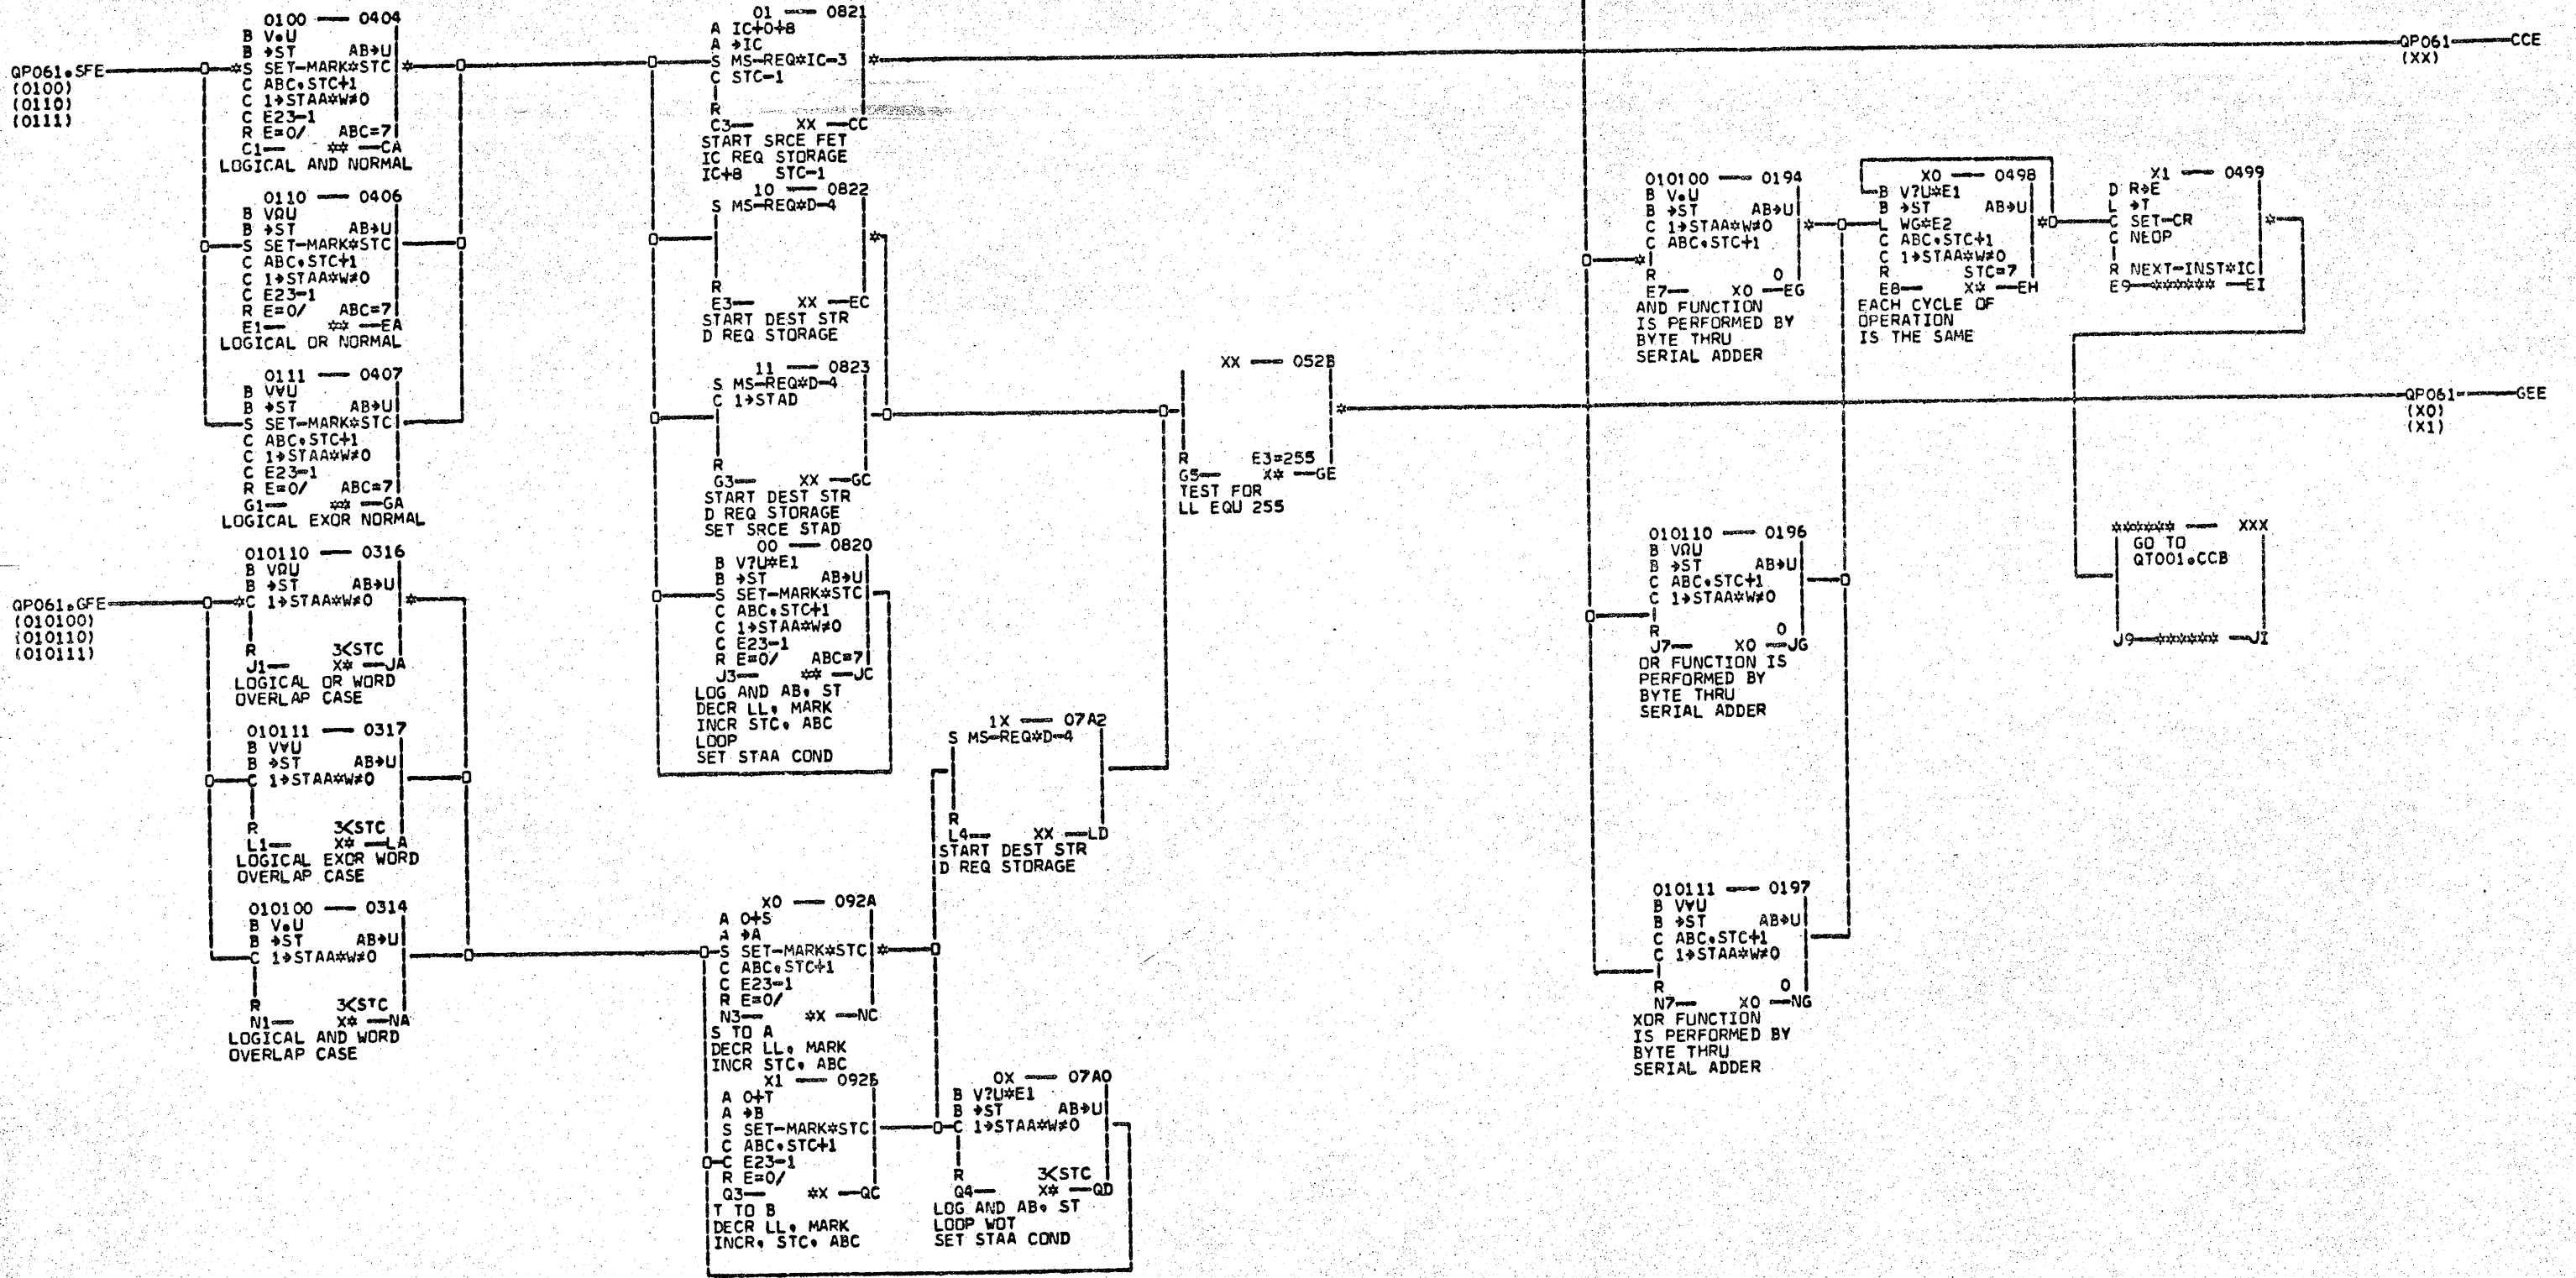 QP061.SFE
(0100)
(0110)
(0111)
0100 — 0404
B V.U
B →ST AB→U
*S SET-MARK*STC *
C ABC.STC+1
C 1→STAA*W≠0
C E23-1
R E=0/ ABC=7
C1— ** —CA
LOGICAL AND NORMAL
0110 — 0406
B VΩU
B →ST AB→U
S SET-MARK*STC
C ABC.STC+1
C 1→STAA*W≠0
C E23-1
R E=0/ ABC=7
E1— ** —EA
LOGICAL OR NORMAL
0111 — 0407
B V∀U
B →ST AB→U
S SET-MARK*STC
C ABC.STC+1
C 1→STAA*W≠0
C E23-1
R E=0/ ABC=7
G1— ** —GA
LOGICAL EXOR NORMAL
QP061.GFE
(010100)
(010110)
(010111)
010110 — 0316
B VΩU
B →ST AB→U
*C 1→STAA*W≠0 *
R 3<STC
J1— X* —JA
LOGICAL OR WORD
OVERLAP CASE
010111 — 0317
B V∀U
B →ST AB→U
C 1→STAA*W≠0
R 3<STC
L1— X* —LA
LOGICAL EXOR WORD
OVERLAP CASE
010100 — 0314
B V.U
B →ST AB→U
C 1→STAA*W≠0
R 3<STC
N1— X* —NA
LOGICAL AND WORD
OVERLAP CASE
01 — 0821
A IC+0+8
A →IC
S MS-REQ*IC-3 *
C STC-1
R
C3— XX —CC
START SRCE FET
IC REQ STORAGE
IC+8 STC-1
10 — 0822
S MS-REQ*D-4
*
R
E3— XX —EC
START DEST STR
D REQ STORAGE
11 — 0823
S MS-REQ*D-4
C 1→STAD
R
G3— XX —GC
START DEST STR
D REQ STORAGE
SET SRCE STAD
00 — 0820
B V?U*E1
B →ST AB→U
S SET-MARK*STC
C ABC.STC+1
C 1→STAA*W≠0
C E23-1
R E=0/ ABC=7
J3— ** —JC
LOG AND AB. ST
DECR LL. MARK
INCR STC. ABC
LOOP
SET STAA COND
X0 — 092A
A 0+S
A →A
S SET-MARK*STC *
C ABC.STC+1
C E23-1
R E=0/
N3— *X —NC
S TO A
DECR LL. MARK
INCR STC. ABC
X1 — 092B
A 0+T
A →B
S SET-MARK*STC
C ABC.STC+1
C E23-1
R E=0/
Q3— *X —QC
T TO B
DECR LL. MARK
INCR. STC. ABC
1X — 07A2
S MS-REQ*D-4
R
L4— XX —LD
START DEST STR
D REQ STORAGE
0X — 07A0
B V?U*E1
B →ST AB→U
C 1→STAA*W≠0
R 3<STC
Q4— X* —QD
LOG AND AB. ST
LOOP WOT
SET STAA COND
XX — 052B
*
R E3=255
G5— X* —GE
TEST FOR
LL EQU 255
010100 — 0194
B V.U
B →ST AB→U
C 1→STAA*W≠0 *
C ABC.STC+1
*
R 0
E7— X0 —EG
AND FUNCTION
IS PERFORMED BY
BYTE THRU
SERIAL ADDER
010110 — 0196
B VΩU
B →ST AB→U
C ABC.STC+1
C 1→STAA*W≠0
R 0
J7— X0 —JG
OR FUNCTION IS
PERFORMED BY
BYTE THRU
SERIAL ADDER
010111 — 0197
B V∀U
B →ST AB→U
C ABC.STC+1
C 1→STAA*W≠0
R 0
N7— X0 —NG
XOR FUNCTION
IS PERFORMED BY
BYTE THRU
SERIAL ADDER
X0 — 0498
B V?U*E1
B →ST AB→U
L WG*E2 *
C ABC.STC+1
C 1→STAA*W≠0
R STC=7
E8— X* —EH
EACH CYCLE OF
OPERATION
IS THE SAME
X1 — 0499
D R→E
L →T
C SET-CR *
C NEOP
R NEXT-INST*IC
E9—****** —EI
****** — XXX
GO TO
QT001.CCB
J9—****** —JI
QP061 — CCE
(XX)
QP061 — GEE
(X0)
(X1)